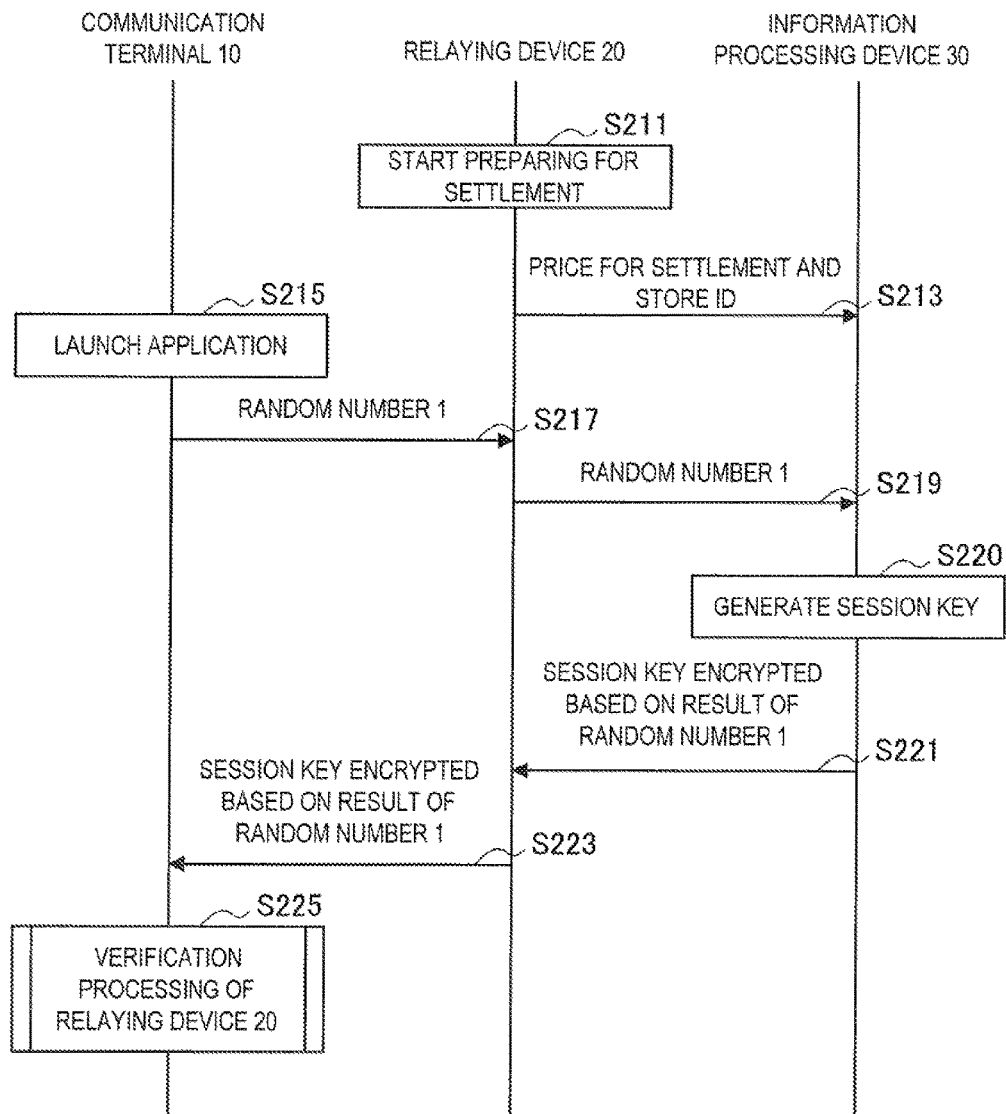 COMMUNICATION
TERMINAL 10
RELAYING DEVICE 20
INFORMATION
PROCESSING DEVICE 30
S211
START PREPARING FOR
SETTLEMENT
PRICE FOR SETTLEMENT AND
STORE ID
S213
S215
LAUNCH APPLICATION
RANDOM NUMBER 1
S217
RANDOM NUMBER 1
S219
S220
GENERATE SESSION KEY
SESSION KEY ENCRYPTED
BASED ON RESULT OF
RANDOM NUMBER 1
S221
SESSION KEY ENCRYPTED
BASED ON RESULT OF
RANDOM NUMBER 1
S223
S225
VERIFICATION
PROCESSING OF
RELAYING DEVICE 20